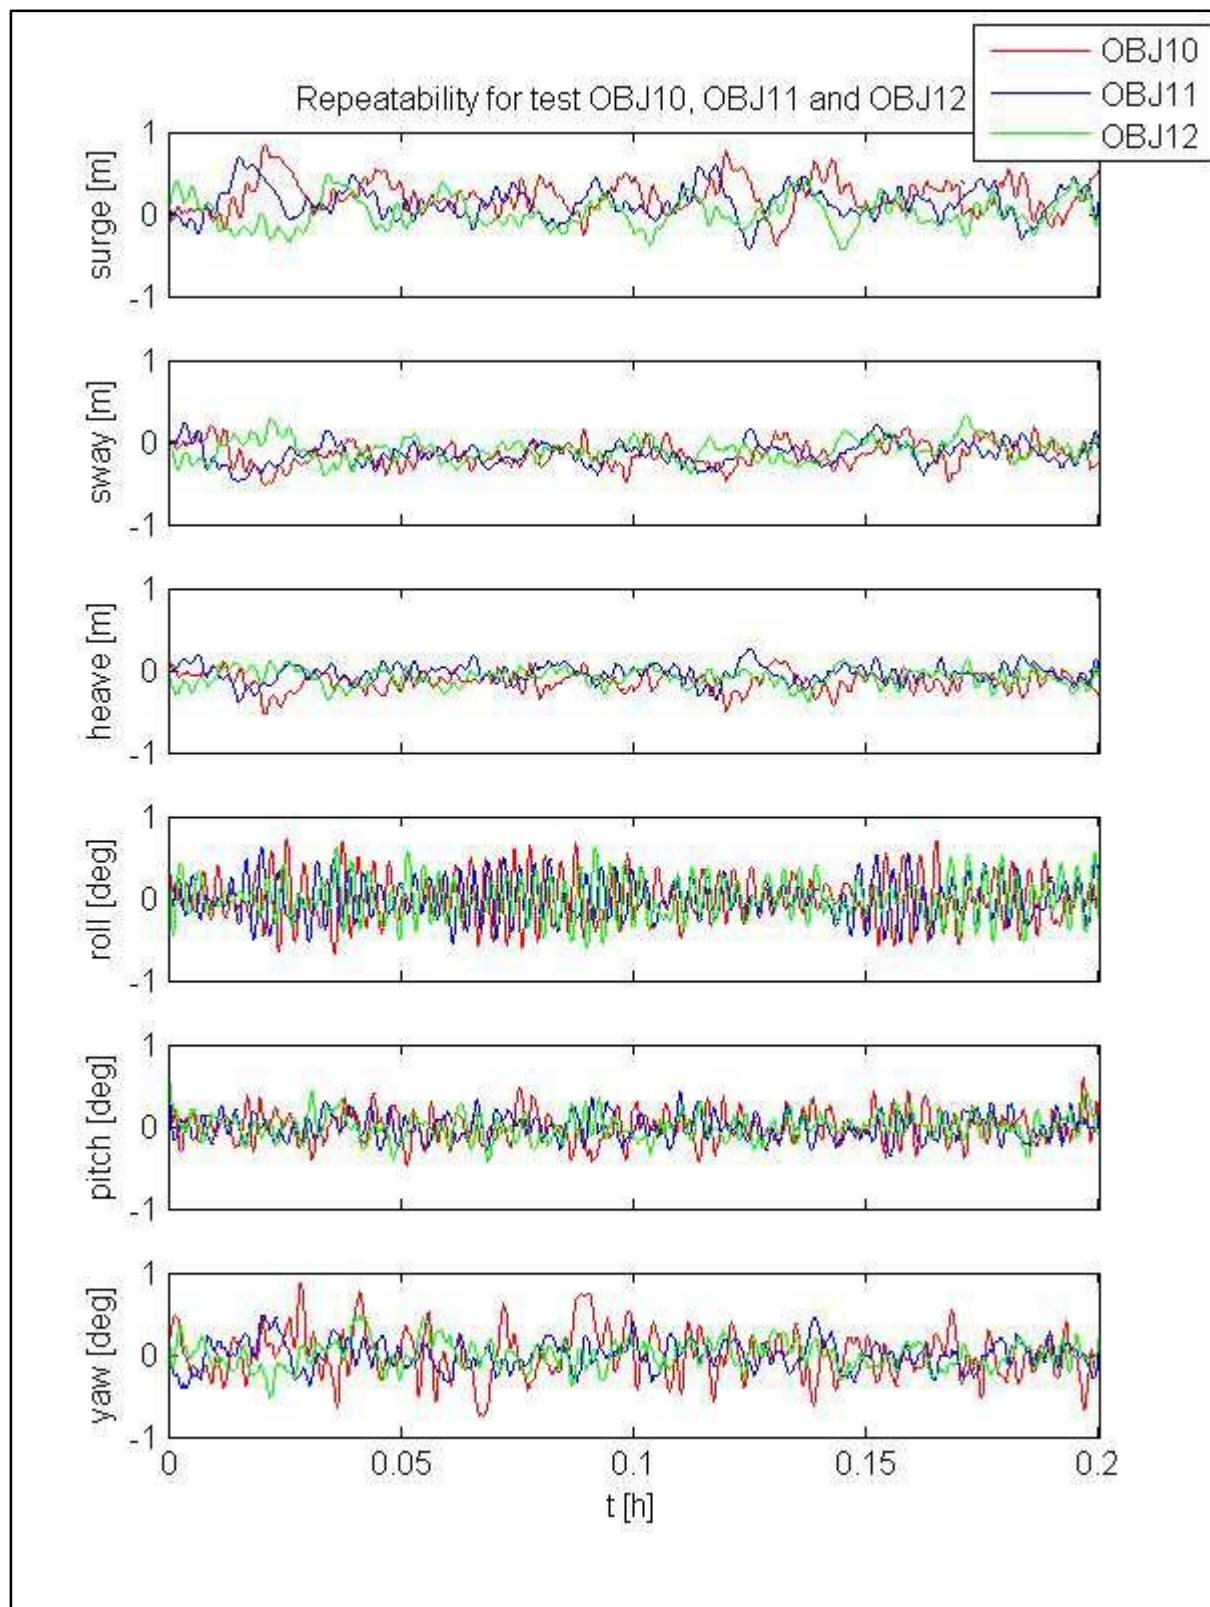 OBJ10
OBJ11
OBJ12
Repeatability for test OBJ10, OBJ11 and OBJ12
1
0
-1
surge [m]
1
0
-1
sway [m]
1
0
-1
heave [m]
1
0
-1
roll [deg]
1
0
-1
pitch [deg]
1
0
-1
yaw [deg]
0 0.05 0.1 0.15 0.2
t [h]